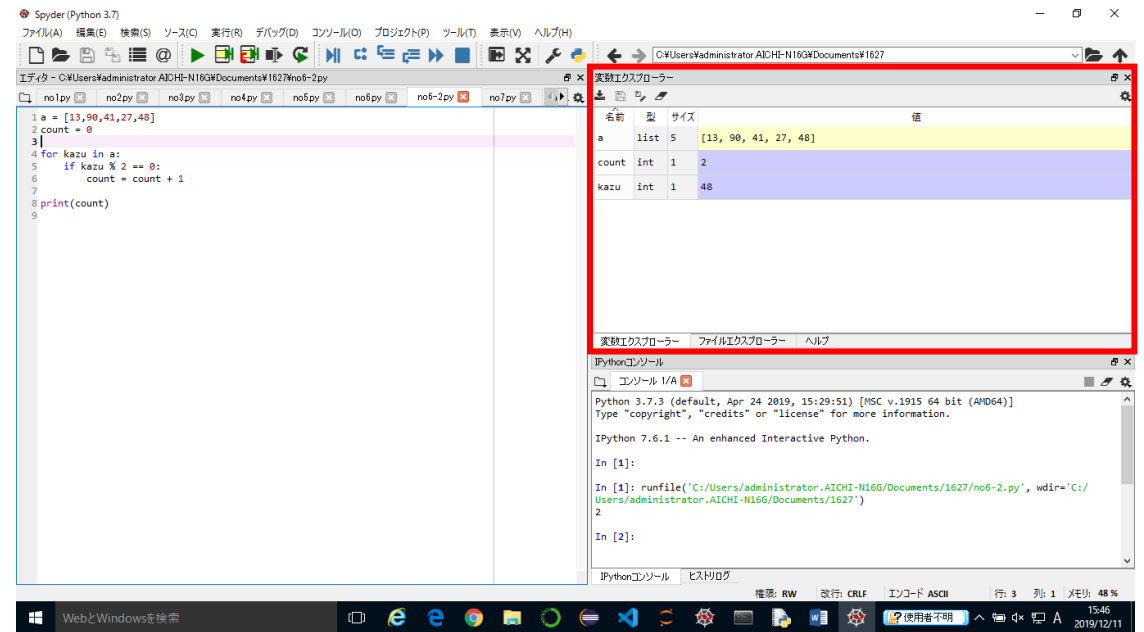 Spyder (Python 3.7)
ファイル(A) 編集(E) 検索(S) ソース(C) 実行(R) デバッグ(O) コンソール(O) プロジェクト(P) ツール(T) 表示(V) ヘルプ(H)
C:¥Users¥administrator.AICHI-N16G¥Documents¥1627
エディタ - C:¥Users¥administrator.AICHI-N16G¥Documents¥1627¥no6-2.py
no1.py no2.py no3.py no4.py no5.py no6.py no6-2.py no7.py
1 a = [13,90,41,27,48]
2 count = 0
3
4 for kazu in a:
5     if kazu % 2 == 0:
6         count = count + 1
7
8 print(count)
9
変数エクスプローラー
名前 型 サイズ 値
a list 5 [13, 90, 41, 27, 48]
count int 1 2
kazu int 1 48
変数エクスプローラー ファイルエクスプローラー ヘルプ
IPythonコンソール
コンソール 1/A
Python 3.7.3 (default, Apr 24 2019, 15:29:51) [MSC v.1915 64 bit (AMD64)]
Type "copyright", "credits" or "license" for more information.
IPython 7.6.1 -- An enhanced Interactive Python.
In [1]:
In [1]: runfile('C:/Users/administrator.AICHI-N16G/Documents/1627/no6-2.py', wdir='C:/
Users/administrator.AICHI-N16G/Documents/1627')
2
In [2]:
IPythonコンソール ヒストリログ
権限: RW 改行: CRLF エンコード ASCII 行: 3 列: 1 メモリ: 48 %
WebとWindowsを検索
使用者不明
A
15:46
2019/12/11